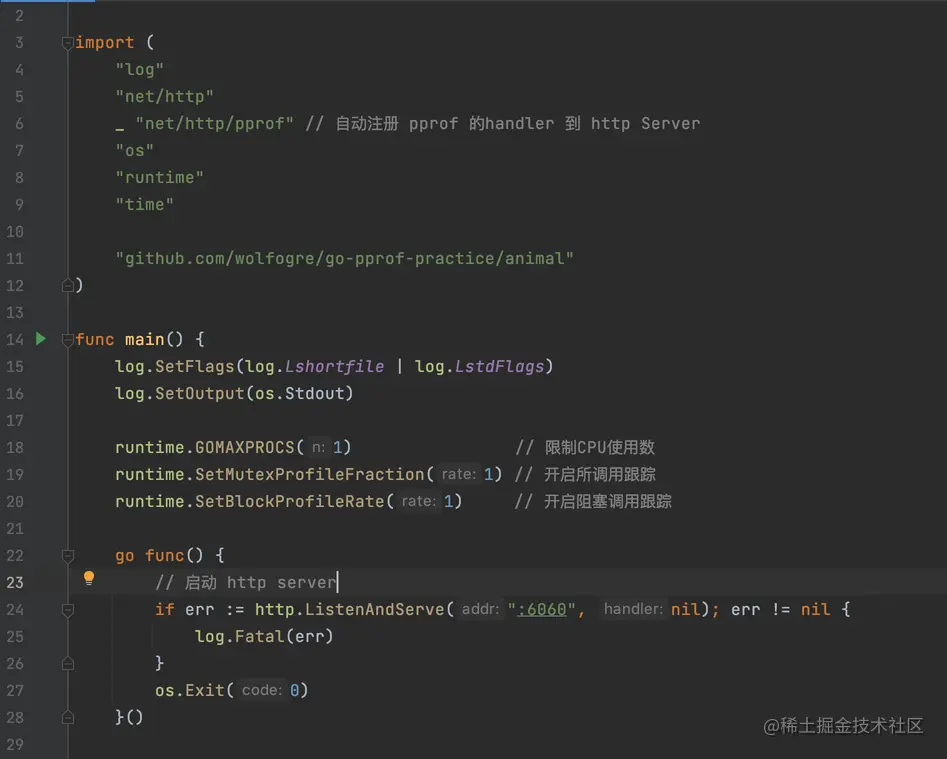 2
3 import (
4 "log"
5 "net/http"
6 _ "net/http/pprof" // 自动注册 pprof 的handler 到 http Server
7 "os"
8 "runtime"
9 "time"
10
11 "github.com/wolfogre/go-pprof-practice/animal"
12 )
13
14 func main() {
15 log.SetFlags(log.Lshortfile | log.LstdFlags)
16 log.SetOutput(os.Stdout)
17
18 runtime.GOMAXPROCS( n: 1) // 限制CPU使用数
19 runtime.SetMutexProfileFraction( rate: 1) // 开启所调用跟踪
20 runtime.SetBlockProfileRate( rate: 1) // 开启阻塞调用跟踪
21
22 go func() {
23 // 启动 http server
24 if err := http.ListenAndServe( addr: ":6060", handler: nil); err != nil {
25 log.Fatal(err)
26 }
27 os.Exit( code: 0)
28 }()
29
@稀土掘金技术社区